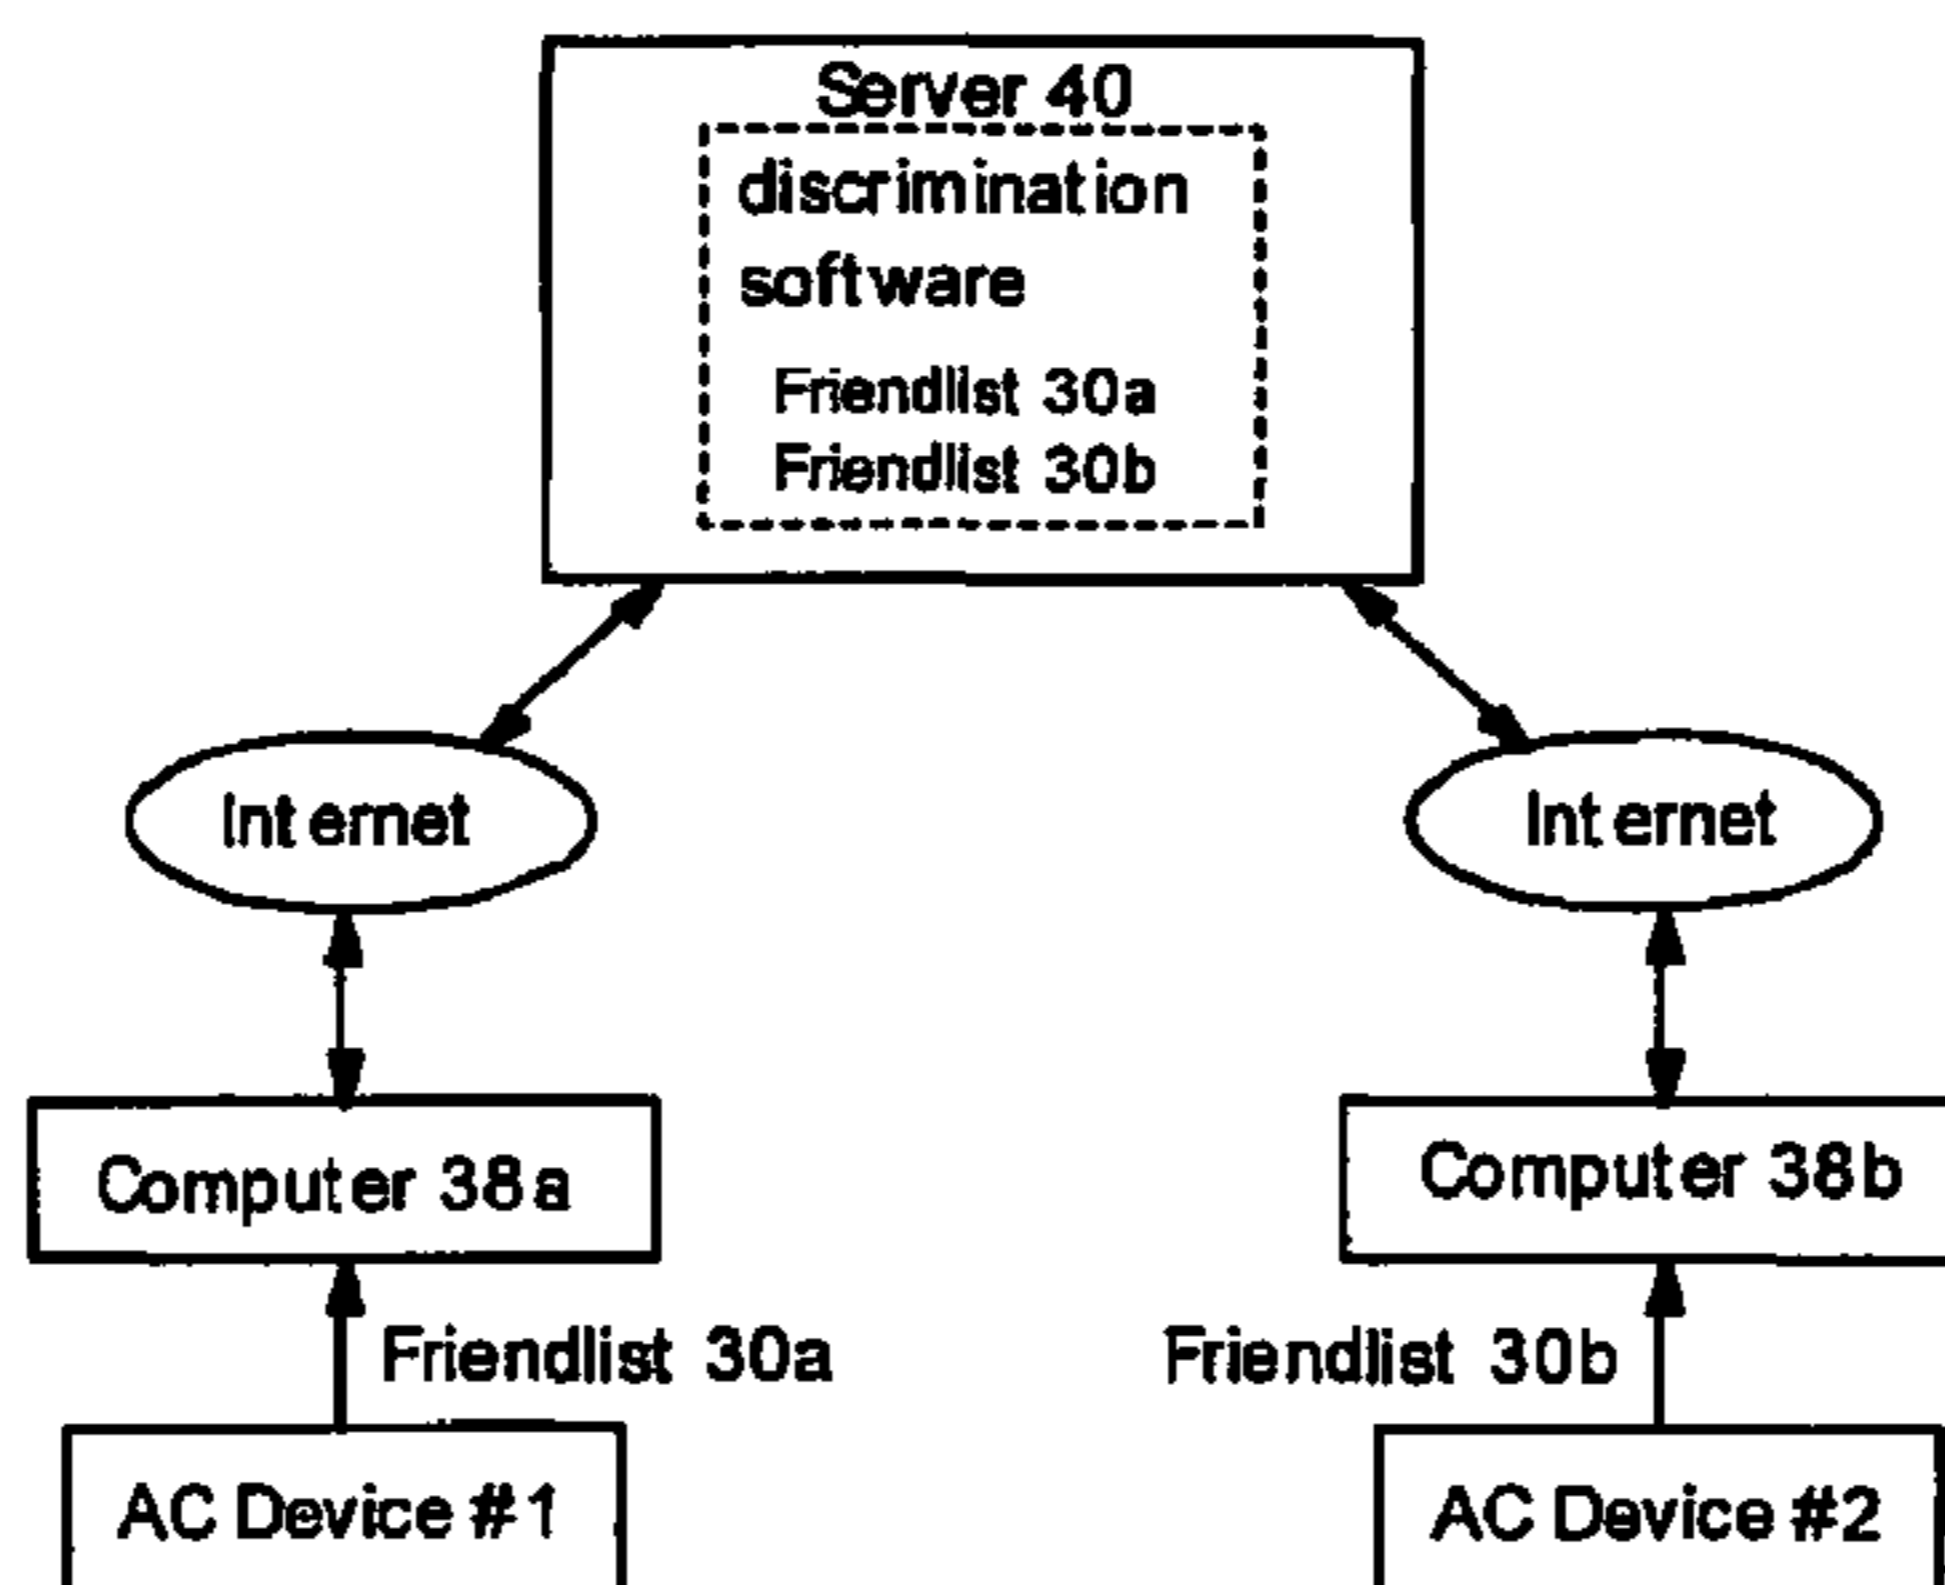 Server 40
discrimination
software
Friendlist 30a
Friendlist 30b
Internet
Internet
Computer 38a
Computer 38b
Friendlist 30a
Friendlist 30b
AC Device #1
AC Device #2